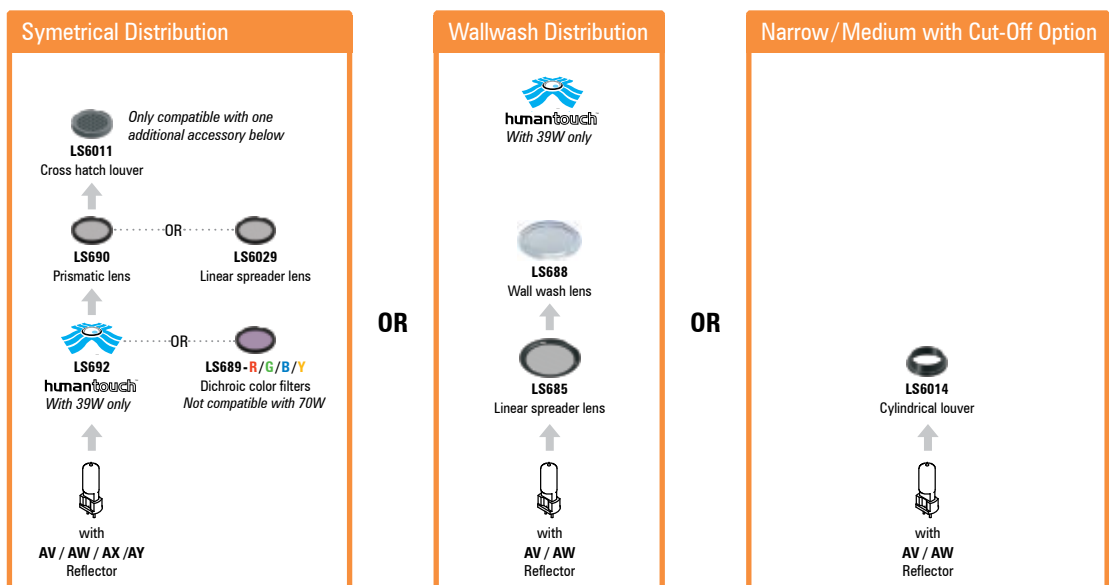 Symetrical Distribution
Only compatible with one
additional accessory below
LS6011
Cross hatch louver
OR
LS690
Prismatic lens
LS6029
Linear spreader lens
OR
LS692
humantouch™
With 39W only
LS689-R/G/B/Y
Dichroic color filters
Not compatible with 70W
with
AV / AW / AX /AY
Reflector
OR
Wallwash Distribution
humantouch™
With 39W only
LS688
Wall wash lens
LS685
Linear spreader lens
with
AV / AW
Reflector
OR
Narrow/Medium with Cut-Off Option
LS6014
Cylindrical louver
with
AV / AW
Reflector